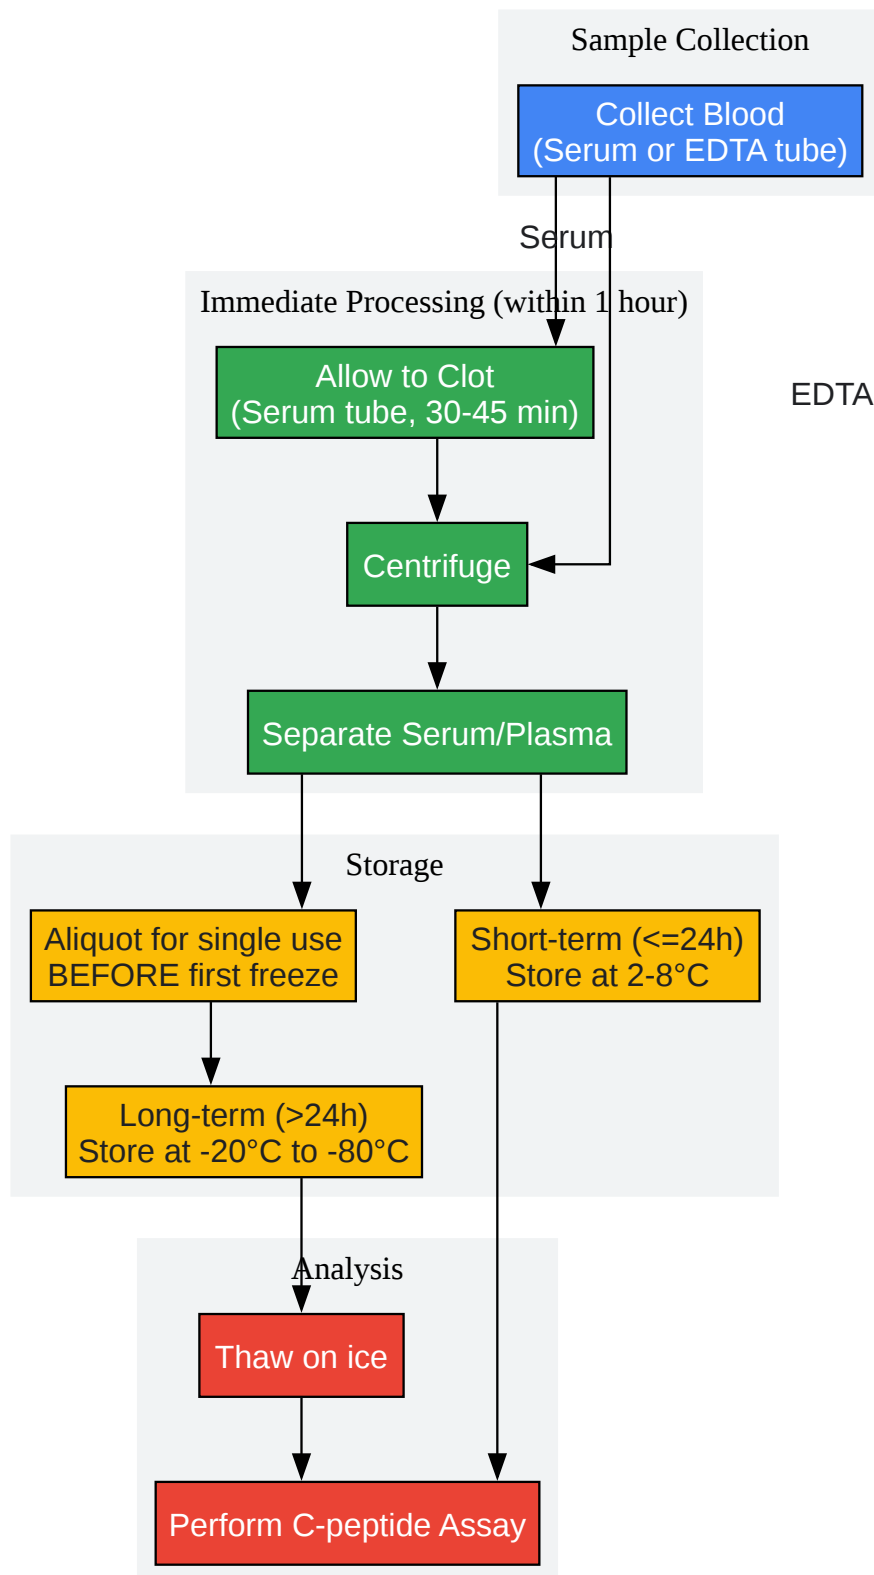 Sample Collection
Collect Blood
(Serum or EDTA tube)
Serum
Immediate Processing (within 1 hour)
Allow to Clot
(Serum tube, 30-45 min)
EDTA
Centrifuge
Separate Serum/Plasma
Storage
Aliquot for single use
BEFORE first freeze
Short-term (<=24h)
Store at 2-8°C
Long-term (>24h)
Store at -20°C to -80°C
Analysis
Thaw on ice
Perform C-peptide Assay